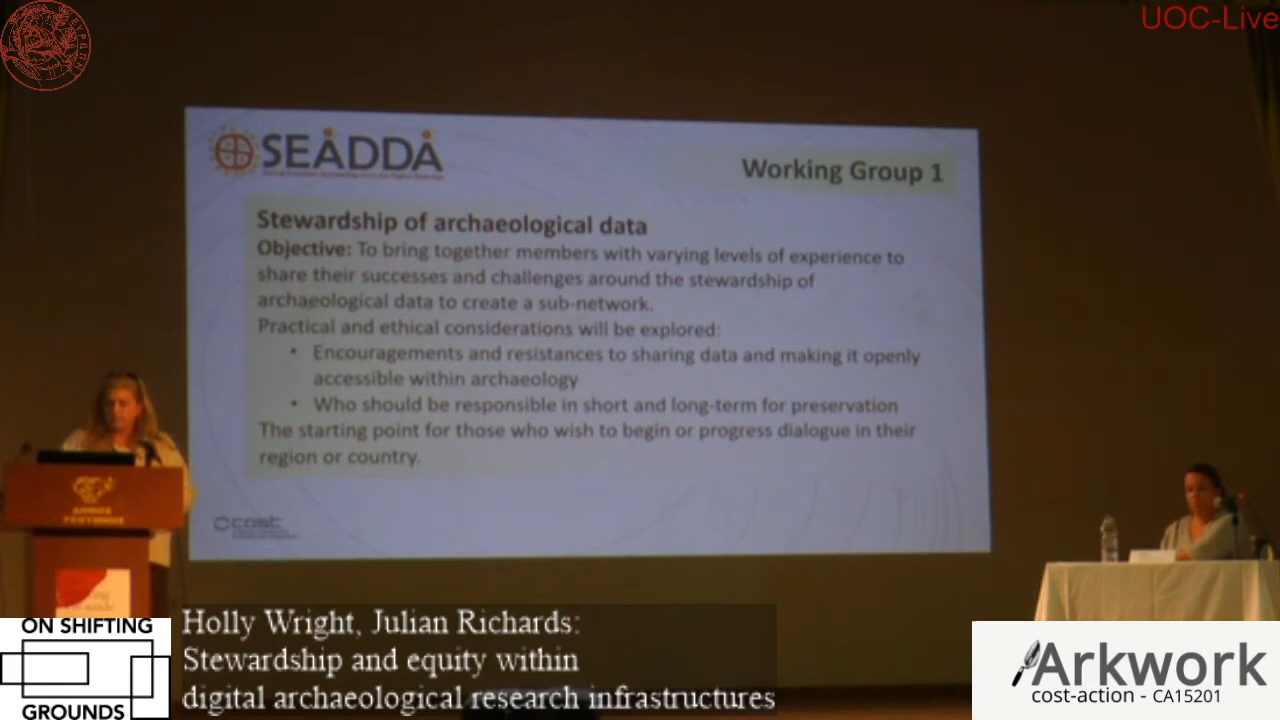 UOC-Live
SEADDA
Working Group 1
Stewardship of archaeological data
Objective: To bring together members with varying levels of experience to
share their successes and challenges around the stewardship of
archaeological data to create a sub-network.
Practical and ethical considerations will be explored:
• Encouragements and resistances to sharing data and making it openly
accessible within archaeology
• Who should be responsible in short and long-term for preservation
The starting point for those who wish to begin or progress dialogue in their
region or country.
cost
ΔΗΜΟΣ
ΡΕΘΥΜΝΗΣ
ON SHIFTING
GROUNDS
Holly Wright, Julian Richards:
Stewardship and equity within
digital archaeological research infrastructures
Arkwork
cost-action - CA15201